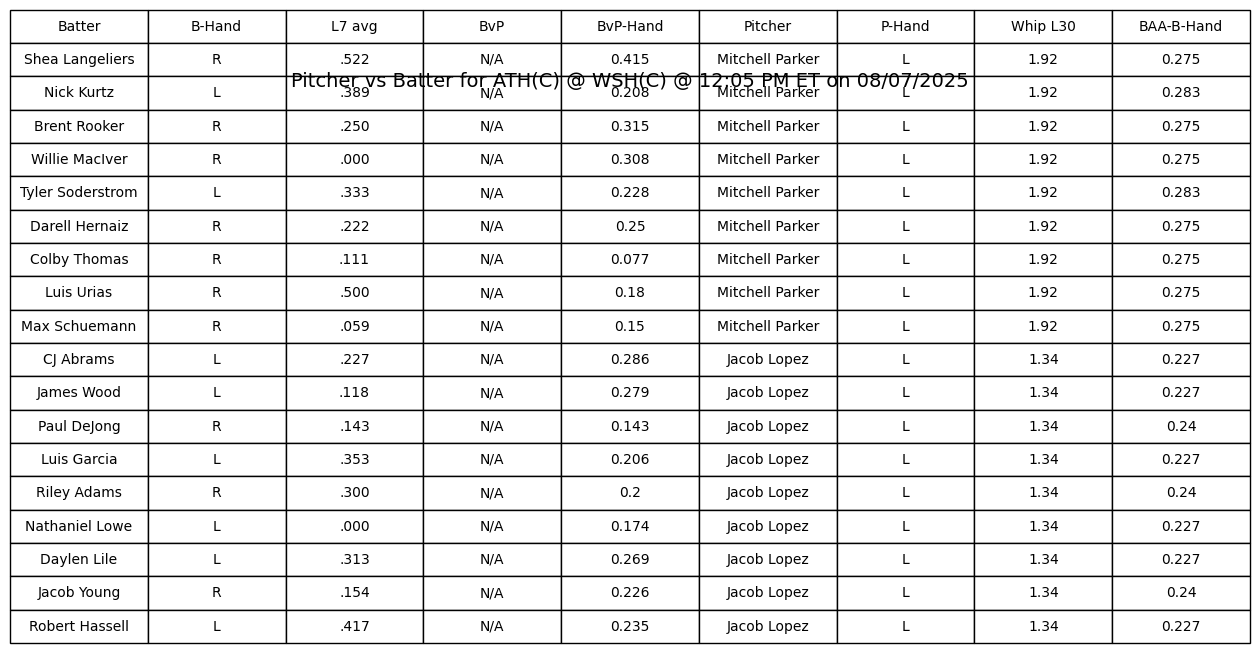 Batter B-Hand L7 avg BvP BvP-Hand Pitcher P-Hand Whip L30 BAA-B-Hand
Shea Langeliers R .522 N/A 0.415 Mitchell Parker L 1.92 0.275
Pitcher vs Batter for ATH(C) @ WSH(C) @ 12:05 PM ET on 08/07/2025
Nick Kurtz L .389 N/A 0.208 Mitchell Parker L 1.92 0.283
Brent Rooker R .250 N/A 0.315 Mitchell Parker L 1.92 0.275
Willie MacIver R .000 N/A 0.308 Mitchell Parker L 1.92 0.275
Tyler Soderstrom L .333 N/A 0.228 Mitchell Parker L 1.92 0.283
Darell Hernaiz R .222 N/A 0.25 Mitchell Parker L 1.92 0.275
Colby Thomas R .111 N/A 0.077 Mitchell Parker L 1.92 0.275
Luis Urias R .500 N/A 0.18 Mitchell Parker L 1.92 0.275
Max Schuemann R .059 N/A 0.15 Mitchell Parker L 1.92 0.275
CJ Abrams L .227 N/A 0.286 Jacob Lopez L 1.34 0.227
James Wood L .118 N/A 0.279 Jacob Lopez L 1.34 0.227
Paul DeJong R .143 N/A 0.143 Jacob Lopez L 1.34 0.24
Luis Garcia L .353 N/A 0.206 Jacob Lopez L 1.34 0.227
Riley Adams R .300 N/A 0.2 Jacob Lopez L 1.34 0.24
Nathaniel Lowe L .000 N/A 0.174 Jacob Lopez L 1.34 0.227
Daylen Lile L .313 N/A 0.269 Jacob Lopez L 1.34 0.227
Jacob Young R .154 N/A 0.226 Jacob Lopez L 1.34 0.24
Robert Hassell L .417 N/A 0.235 Jacob Lopez L 1.34 0.227